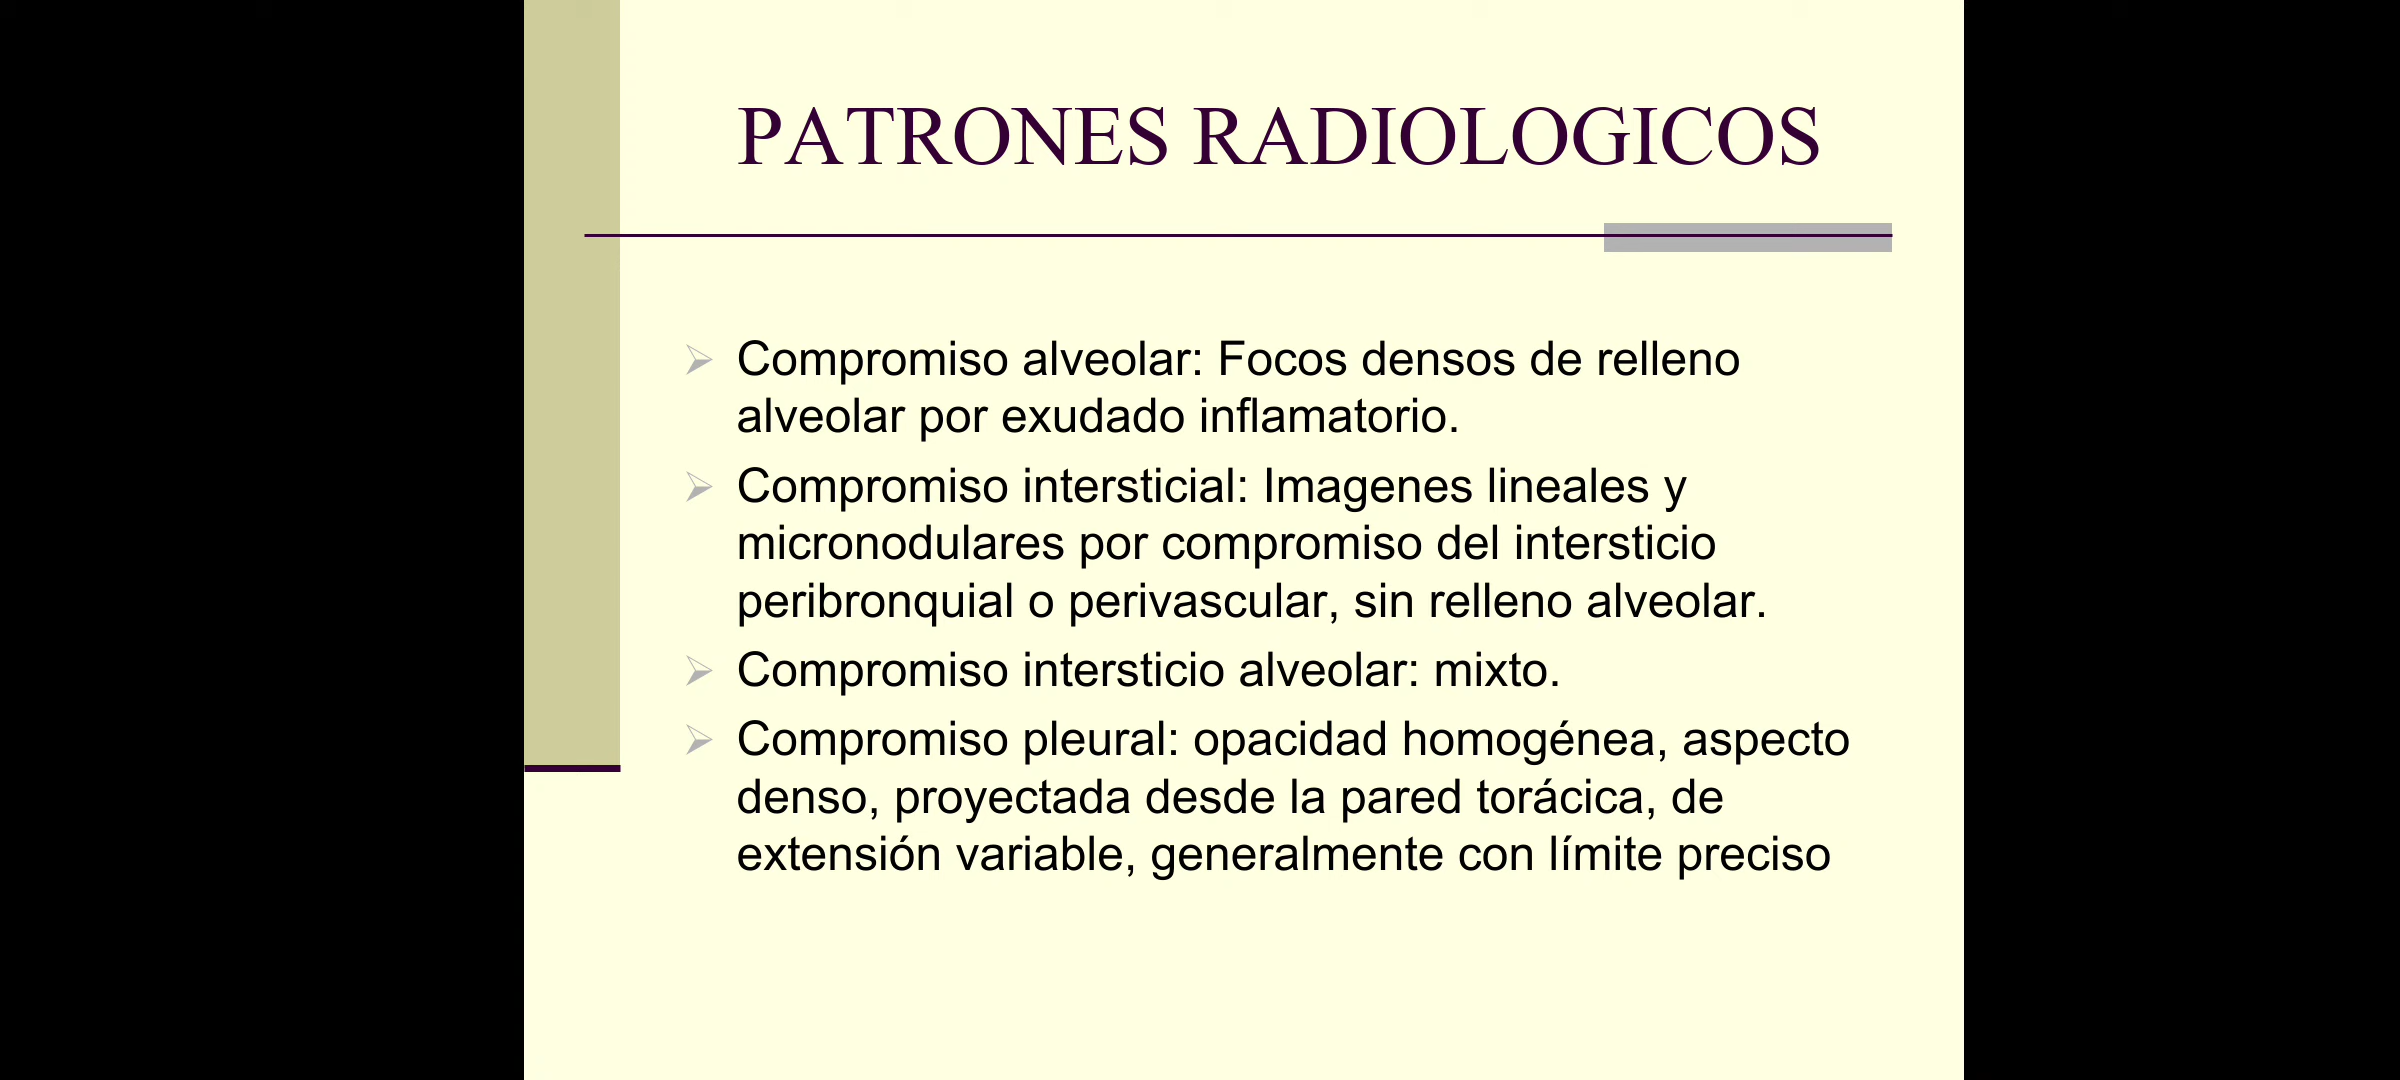 PATRONES RADIOLOGICOS
Compromiso alveolar: Focos densos de relleno
alveolar por exudado inflamatorio.
Compromiso intersticial: Imagenes lineales y
micronodulares por compromiso del intersticio
peribronquial o perivascular, sin relleno alveolar.
Compromiso intersticio alveolar: mixto.
Compromiso pleural: opacidad homogénea, aspecto
denso, proyectada desde la pared torácica, de
extensión variable, generalmente con límite preciso